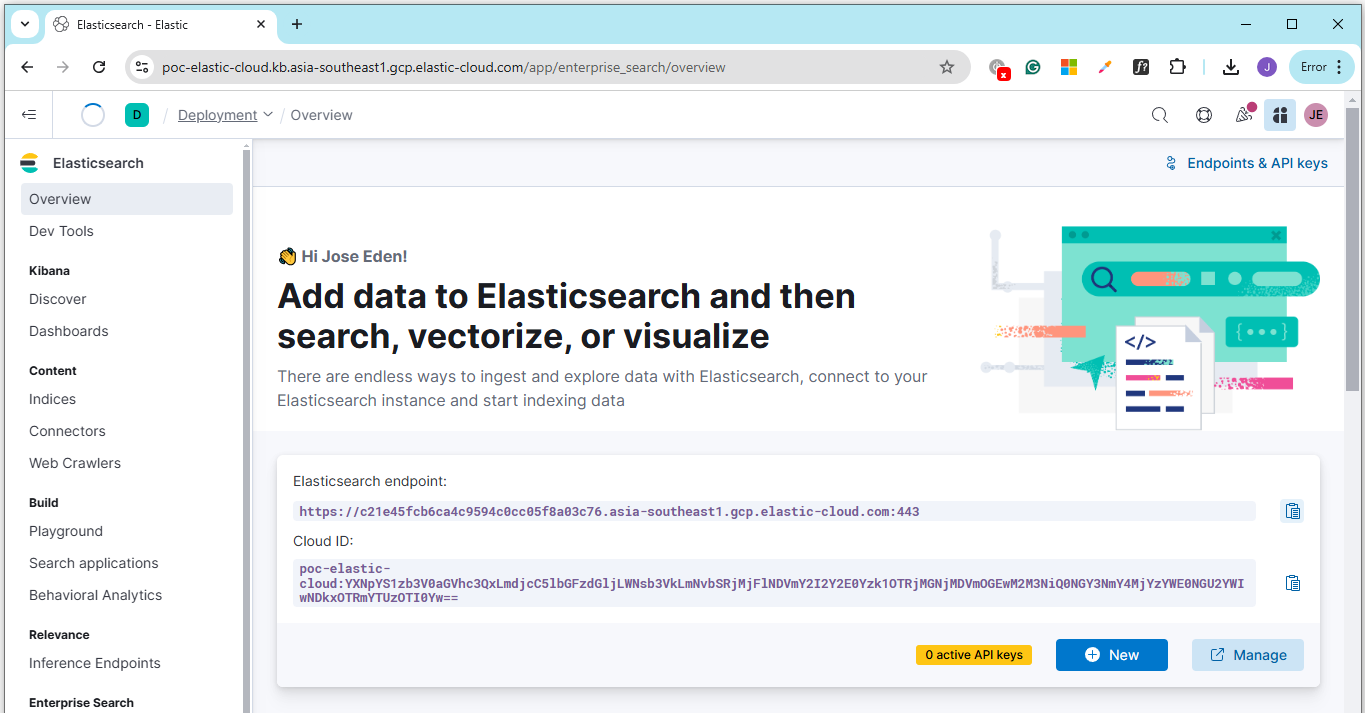 Elasticsearch - Elastic
poc-elastic-cloud.kb.asia-southeast1.gcp.elastic-cloud.com/app/enterprise_search/overview
x
G
f?
J
Error
D
/ Deployment / Overview
JE
Elasticsearch
Overview
Dev Tools
Kibana
Discover
Dashboards
Content
Indices
Connectors
Web Crawlers
Build
Playground
Search applications
Behavioral Analytics
Relevance
Inference Endpoints
Enterprise Search
Endpoints & API keys
Hi Jose Eden!
Add data to Elasticsearch and then
search, vectorize, or visualize
There are endless ways to ingest and explore data with Elasticsearch, connect to your
Elasticsearch instance and start indexing data
{•••}
</>
Elasticsearch endpoint:
https://c21e45fcb6ca4c9594c0cc05f8a03c76.asia-southeast1.gcp.elastic-cloud.com:443
Cloud ID:
poc-elastic-
cloud:YXNpYS1zb3V0aGVhc3QxLmdjcC5lbGFzdGljLWNsb3VkLmNvbSRjMjFlNDVmY2I2Y2E0Yzk1OTRjMGNjMDVmOGEwM2M3NiQ0NGY3NmY4MjYzYWE0NGU2YWI
wNDkxOTRmYTUzOTI0Yw==
0 active API keys
New
Manage